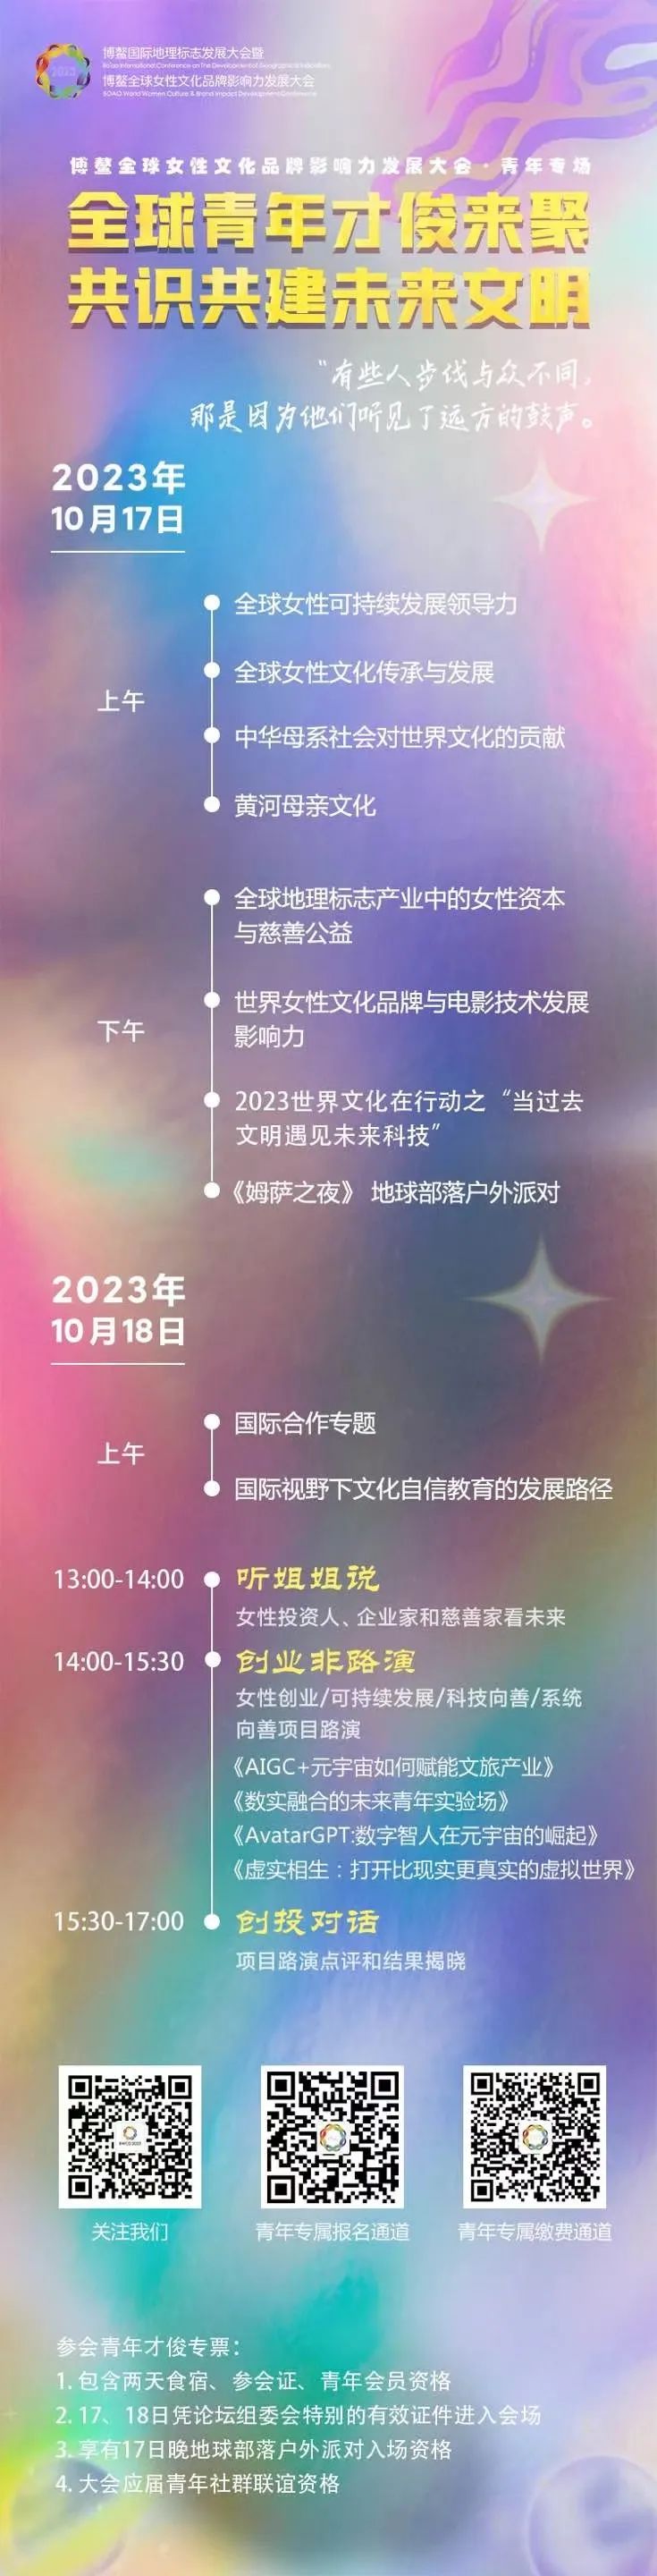 博鳌国际地理标志发展大会暨
博鳌全球女性文化品牌影响力发展大会
博鳌全球女性文化品牌影响力发展大会·青年专场
全球青年才俊来聚
共识共建未来文明
“有些人步伐与众不同，
那是因为他们听见了远方的鼓声。
2023年
10月17日
上午
全球女性可持续发展领导力
全球女性文化传承与发展
中华母系社会对世界文化的贡献
黄河母亲文化
下午
全球地理标志产业中的女性资本
与慈善公益
世界女性文化品牌与电影技术发展
影响力
2023世界文化在行动之“当过去
文明遇见未来科技”
《姆萨之夜》 地球部落户外派对
2023年
10月18日
上午
国际合作专题
国际视野下文化自信教育的发展路径
13:00-14:00 听姐姐说
女性投资人、企业家和慈善家看未来
14:00-15:30 创业非路演
女性创业/可持续发展/科技向善/系统
向善项目路演
《AIGC+元宇宙如何赋能文旅产业》
《数实融合的未来青年实验场》
《AvatarGPT:数字智人在元宇宙的崛起》
《虚实相生：打开比现实更真实的虚拟世界》
15:30-17:00 创投对话
项目路演点评和结果揭晓
关注我们
青年专属报名通道
青年专属缴费通道
参会青年才俊专票：
1. 包含两天食宿、参会证、青年会员资格
2. 17、18日凭论坛组委会特别的有效证件进入会场
3. 享有17日晚地球部落户外派对入场资格
4. 大会应届青年社群联谊资格